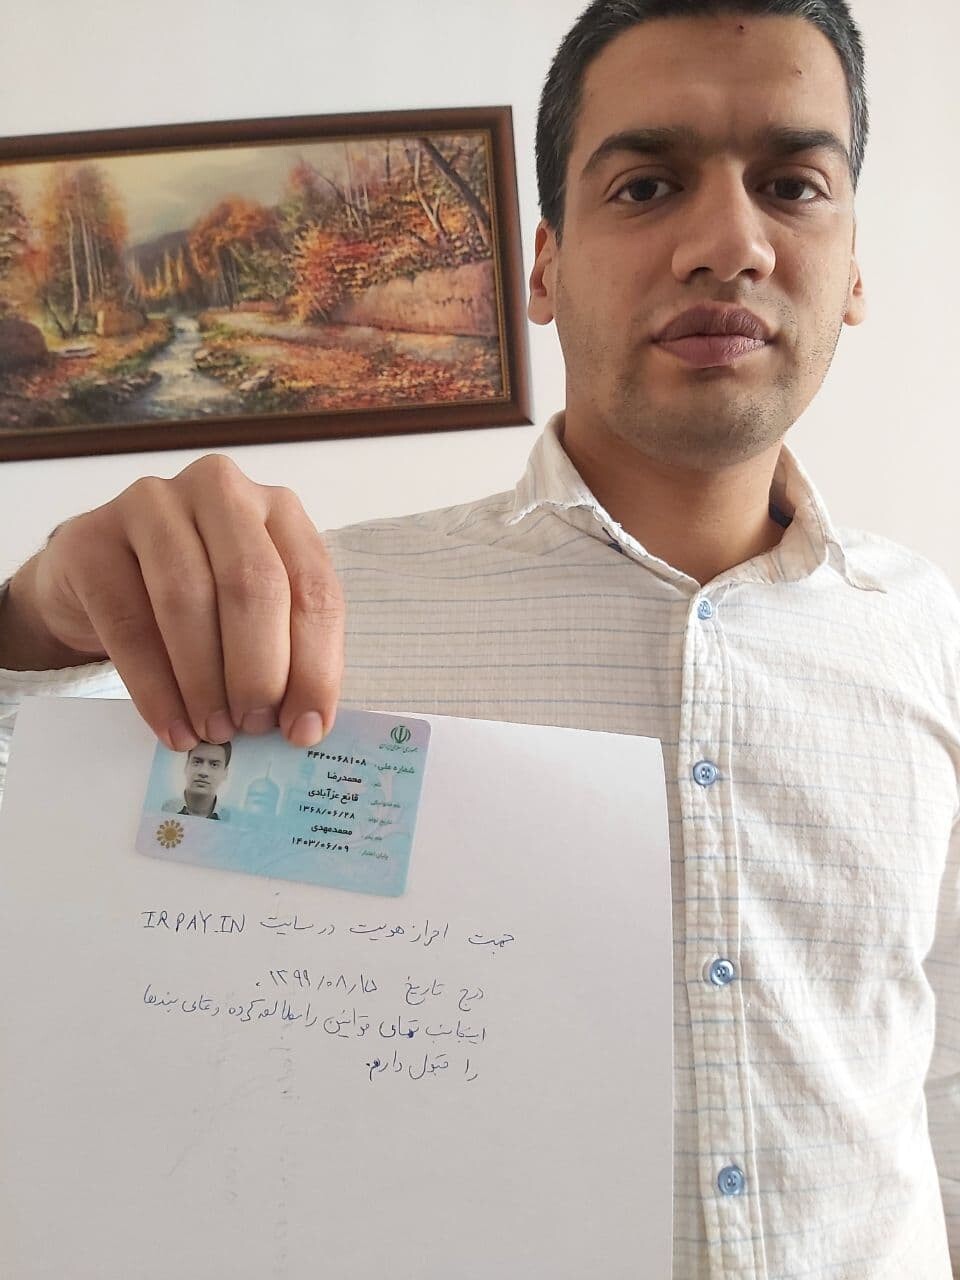 جمهوری اسلامی ایران
شماره ملی: ۴۴۲۰۰۶۸۱۰۸
نام: محمدرضا
نام خانوادگی: قانع عزآبادی
تاریخ تولد: ۱۳۶۸/۰۶/۲۸
نام پدر: محمدمهدی
پایان اعتبار: ۱۴۰۳/۰۶/۰۹
جهت احراز هویت در سایت IRPAY.IN
درج تاریخ ۱۳۹۹/۰۸/
اینجانب تمامی قوانین را مطالعه کرده و تمامی بندها
را قبول دارم.